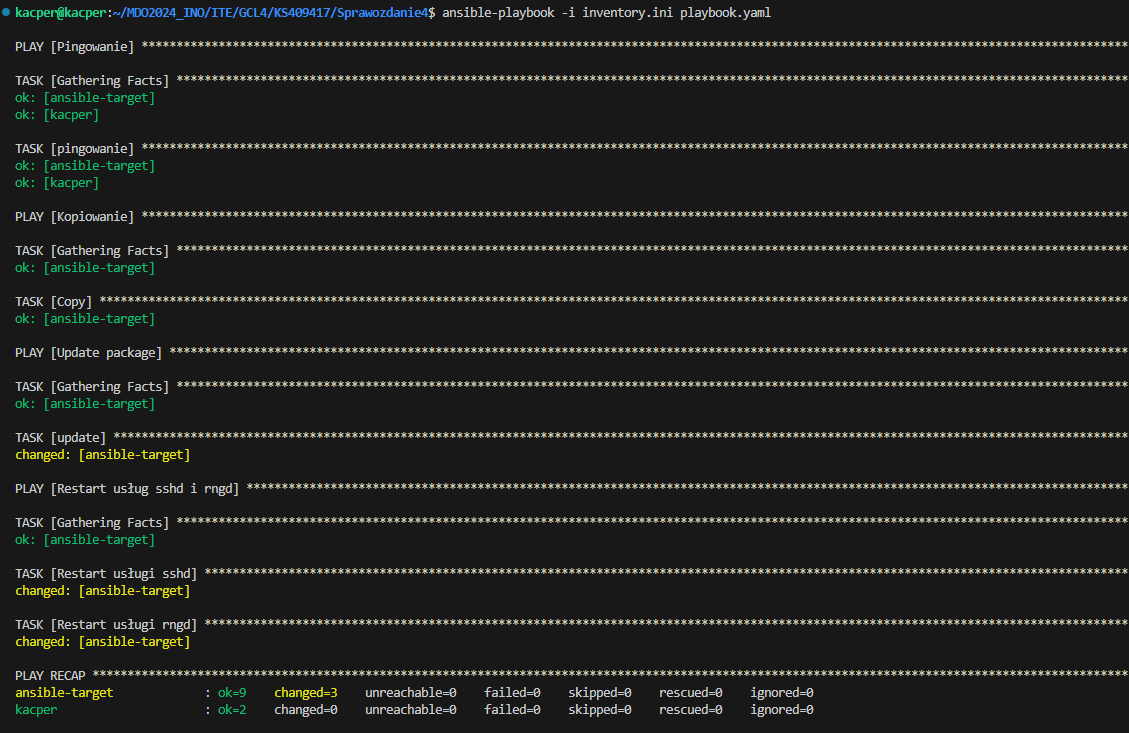 kacper@kacper:~/MDO2024_INO/ITE/GCL4/KS409417/Sprawozdanie4$ ansible-playbook -i inventory.ini playbook.yaml
PLAY [Pingowanie] *********************************************************************************************************************************************
TASK [Gathering Facts] ****************************************************************************************************************************************
ok: [ansible-target]
ok: [kacper]
TASK [pingowanie] *********************************************************************************************************************************************
ok: [ansible-target]
ok: [kacper]
PLAY [Kopiowanie] *********************************************************************************************************************************************
TASK [Gathering Facts] ****************************************************************************************************************************************
ok: [ansible-target]
TASK [Copy] ***************************************************************************************************************************************************
ok: [ansible-target]
PLAY [Update package] *****************************************************************************************************************************************
TASK [Gathering Facts] ****************************************************************************************************************************************
ok: [ansible-target]
TASK [update] *************************************************************************************************************************************************
changed: [ansible-target]
PLAY [Restart usług sshd i rngd] ******************************************************************************************************************************
TASK [Gathering Facts] ****************************************************************************************************************************************
ok: [ansible-target]
TASK [Restart usługi sshd] ************************************************************************************************************************************
changed: [ansible-target]
TASK [Restart usługi rngd] ************************************************************************************************************************************
changed: [ansible-target]
PLAY RECAP ****************************************************************************************************************************************************
ansible-target             : ok=9    changed=3    unreachable=0    failed=0    skipped=0    rescued=0    ignored=0
kacper                     : ok=2    changed=0    unreachable=0    failed=0    skipped=0    rescued=0    ignored=0